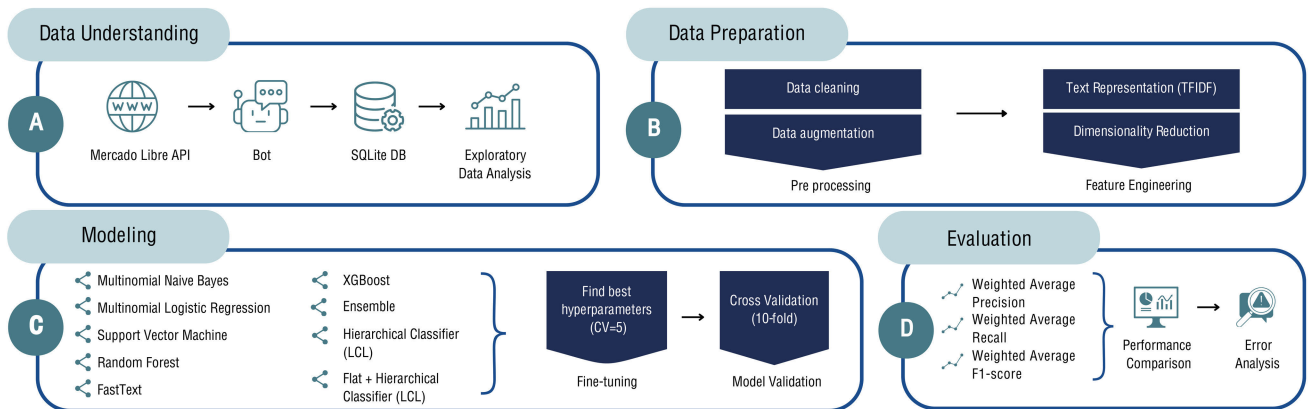 Data Understanding
A
WWW
Mercado Libre API
Bot
SQLite DB
Exploratory
Data Analysis
Data Preparation
B
Data cleaning
Data augmentation
Pre processing
Text Representation (TFIDF)
Dimensionality Reduction
Feature Engineering
Modeling
C
Multinomial Naive Bayes
Multinomial Logistic Regression
Support Vector Machine
Random Forest
FastText
XGBoost
Ensemble
Hierarchical Classifier
(LCL)
Flat + Hierarchical
Classifier (LCL)
Find best
hyperparameters
(CV=5)
Fine-tuning
Cross Validation
(10-fold)
Model Validation
Evaluation
D
Weighted Average
Precision
Weighted Average
Recall
Weighted Average
F1-score
Performance
Comparison
Error
Analysis